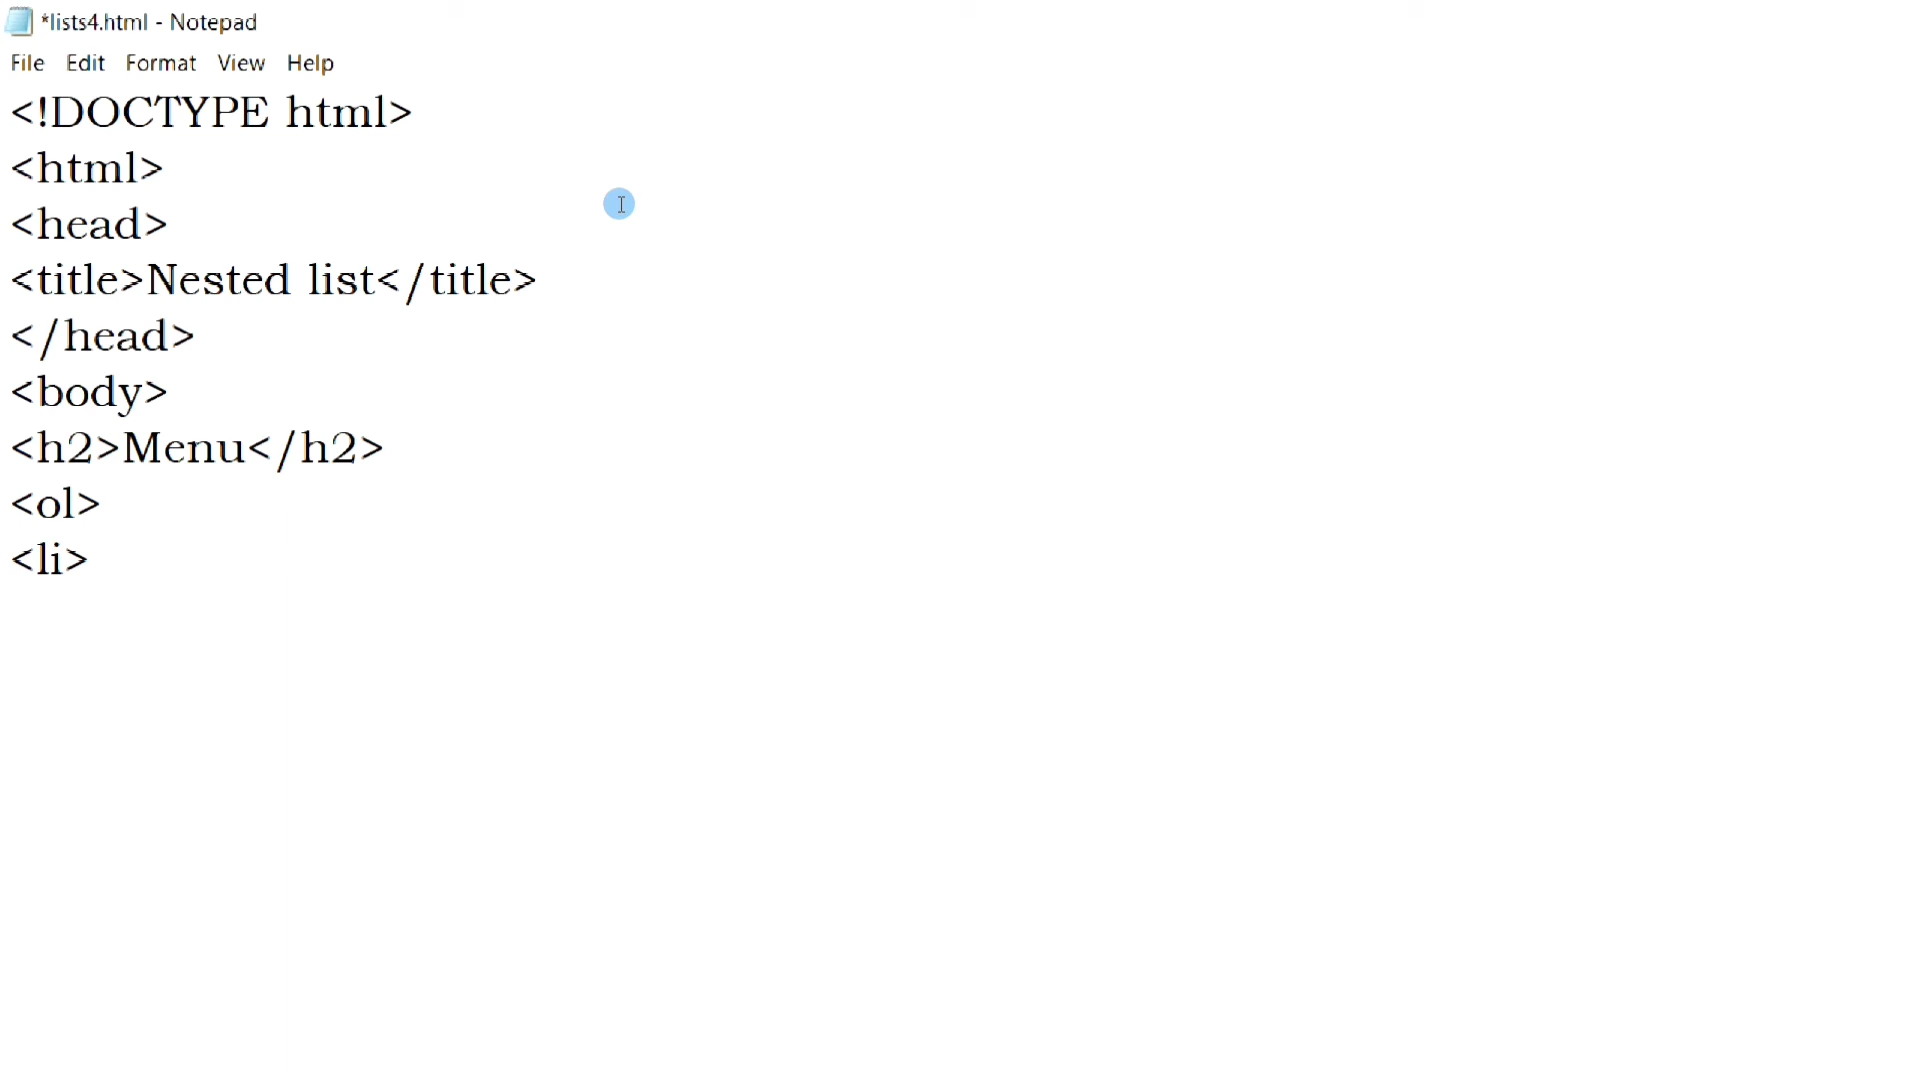 *lists4.html - Notepad
File Edit Format View Help
<!DOCTYPE html>
<html>
<head>
<title>Nested list</title>
</head>
<body>
<h2>Menu</h2>
<ol>
<li>